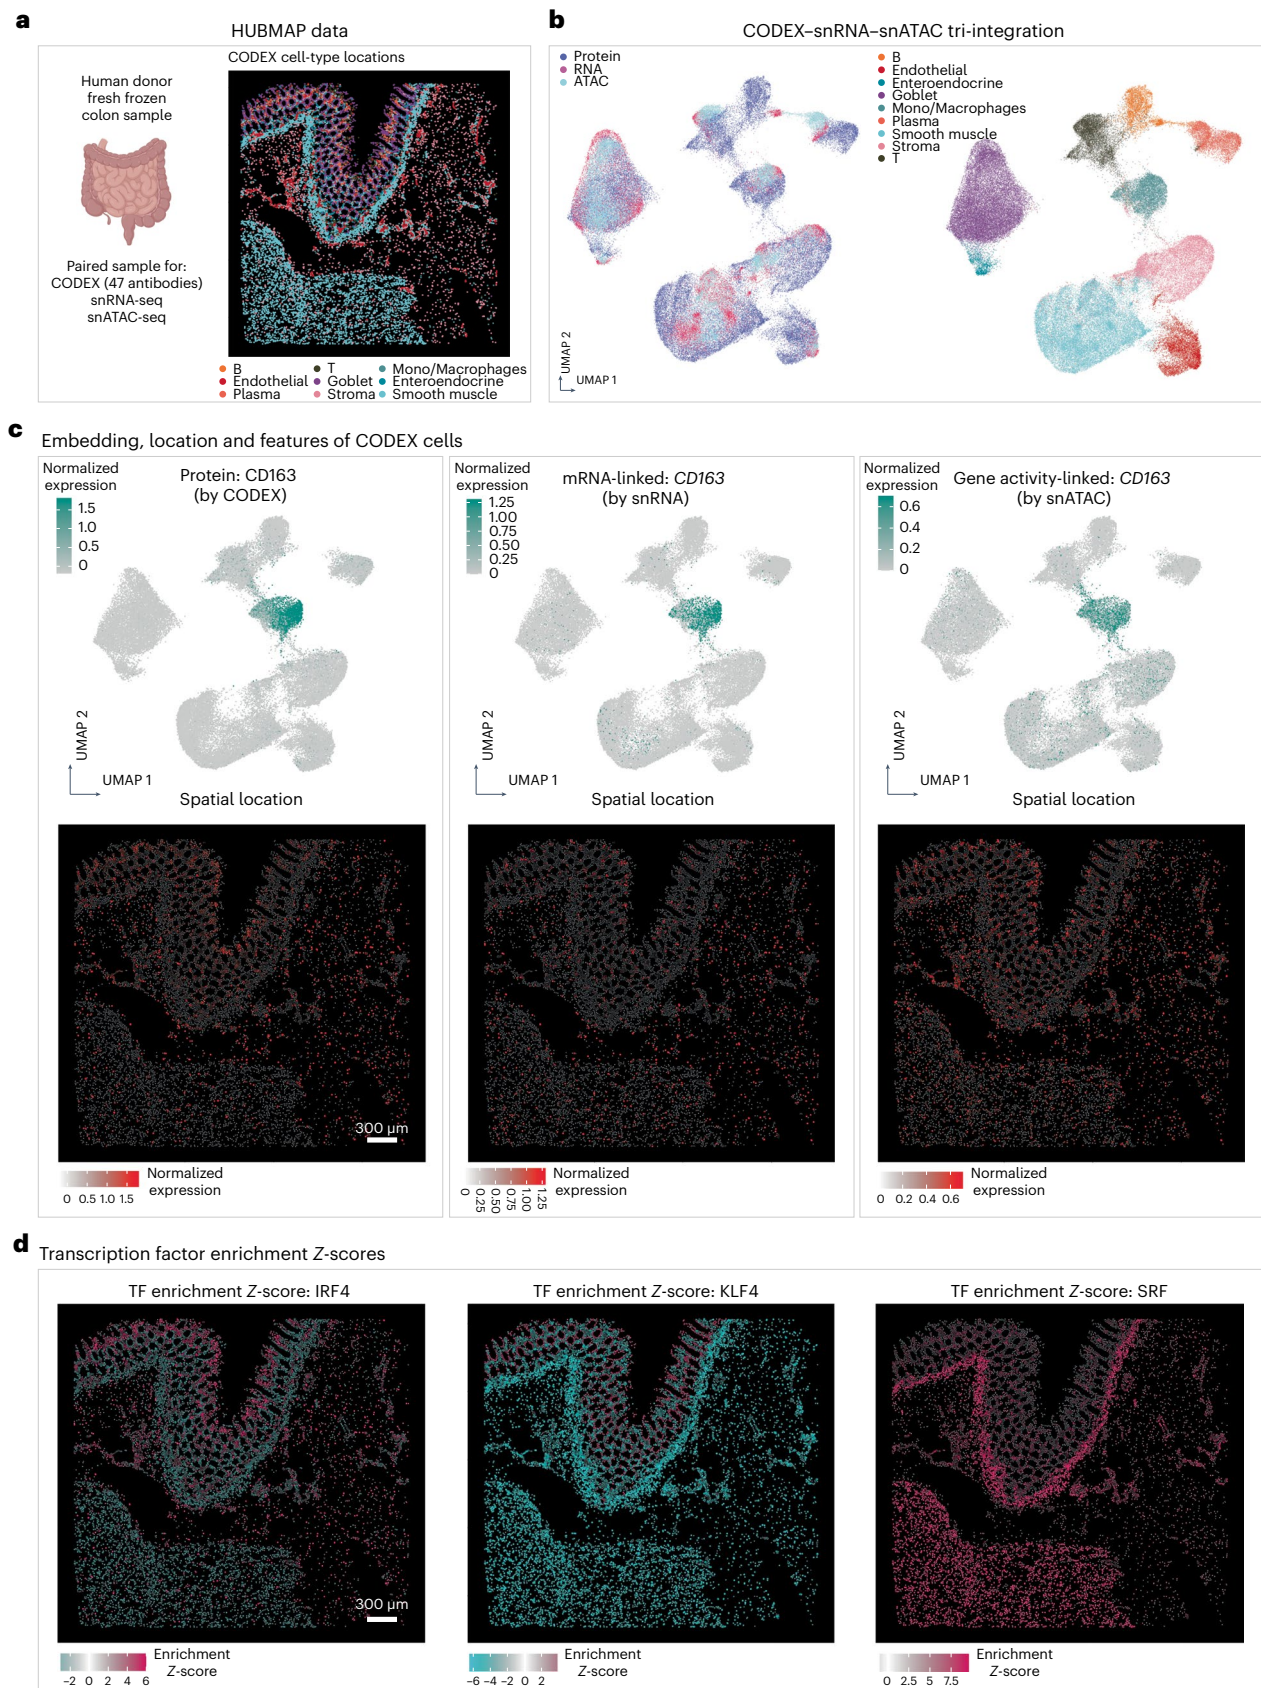 a
HUBMAP data
CODEX cell-type locations
Human donor
fresh frozen
colon sample
Paired sample for:
CODEX (47 antibodies)
snRNA-seq
snATAC-seq
B
Endothelial
Plasma
T
Goblet
Stroma
Mono/Macrophages
Enteroendocrine
Smooth muscle
b
CODEX–snRNA–snATAC tri-integration
Protein
RNA
ATAC
B
Endothelial
Enteroendocrine
Goblet
Mono/Macrophages
Plasma
Smooth muscle
Stroma
T
UMAP 2
UMAP 1
c
Embedding, location and features of CODEX cells
Normalized
expression
1.5
1.0
0.5
0
Protein: CD163
(by CODEX)
UMAP 2
UMAP 1
Spatial location
300 µm
0 0.5 1.0 1.5
Normalized
expression
Normalized
expression
1.25
1.00
0.75
0.50
0.25
0
mRNA-linked: CD163
(by snRNA)
UMAP 2
UMAP 1
Spatial location
0 0.25 0.50 0.75 1.00 1.25
Normalized
expression
Normalized
expression
0.6
0.4
0.2
0
Gene activity-linked: CD163
(by snATAC)
UMAP 2
UMAP 1
Spatial location
0 0.2 0.4 0.6
Normalized
expression
d
Transcription factor enrichment Z-scores
TF enrichment Z-score: IRF4
300 µm
−2 0 2 4 6
Enrichment
Z-score
TF enrichment Z-score: KLF4
−6 −4 −2 0 2
Enrichment
Z-score
TF enrichment Z-score: SRF
0 2.5 5 7.5
Enrichment
Z-score